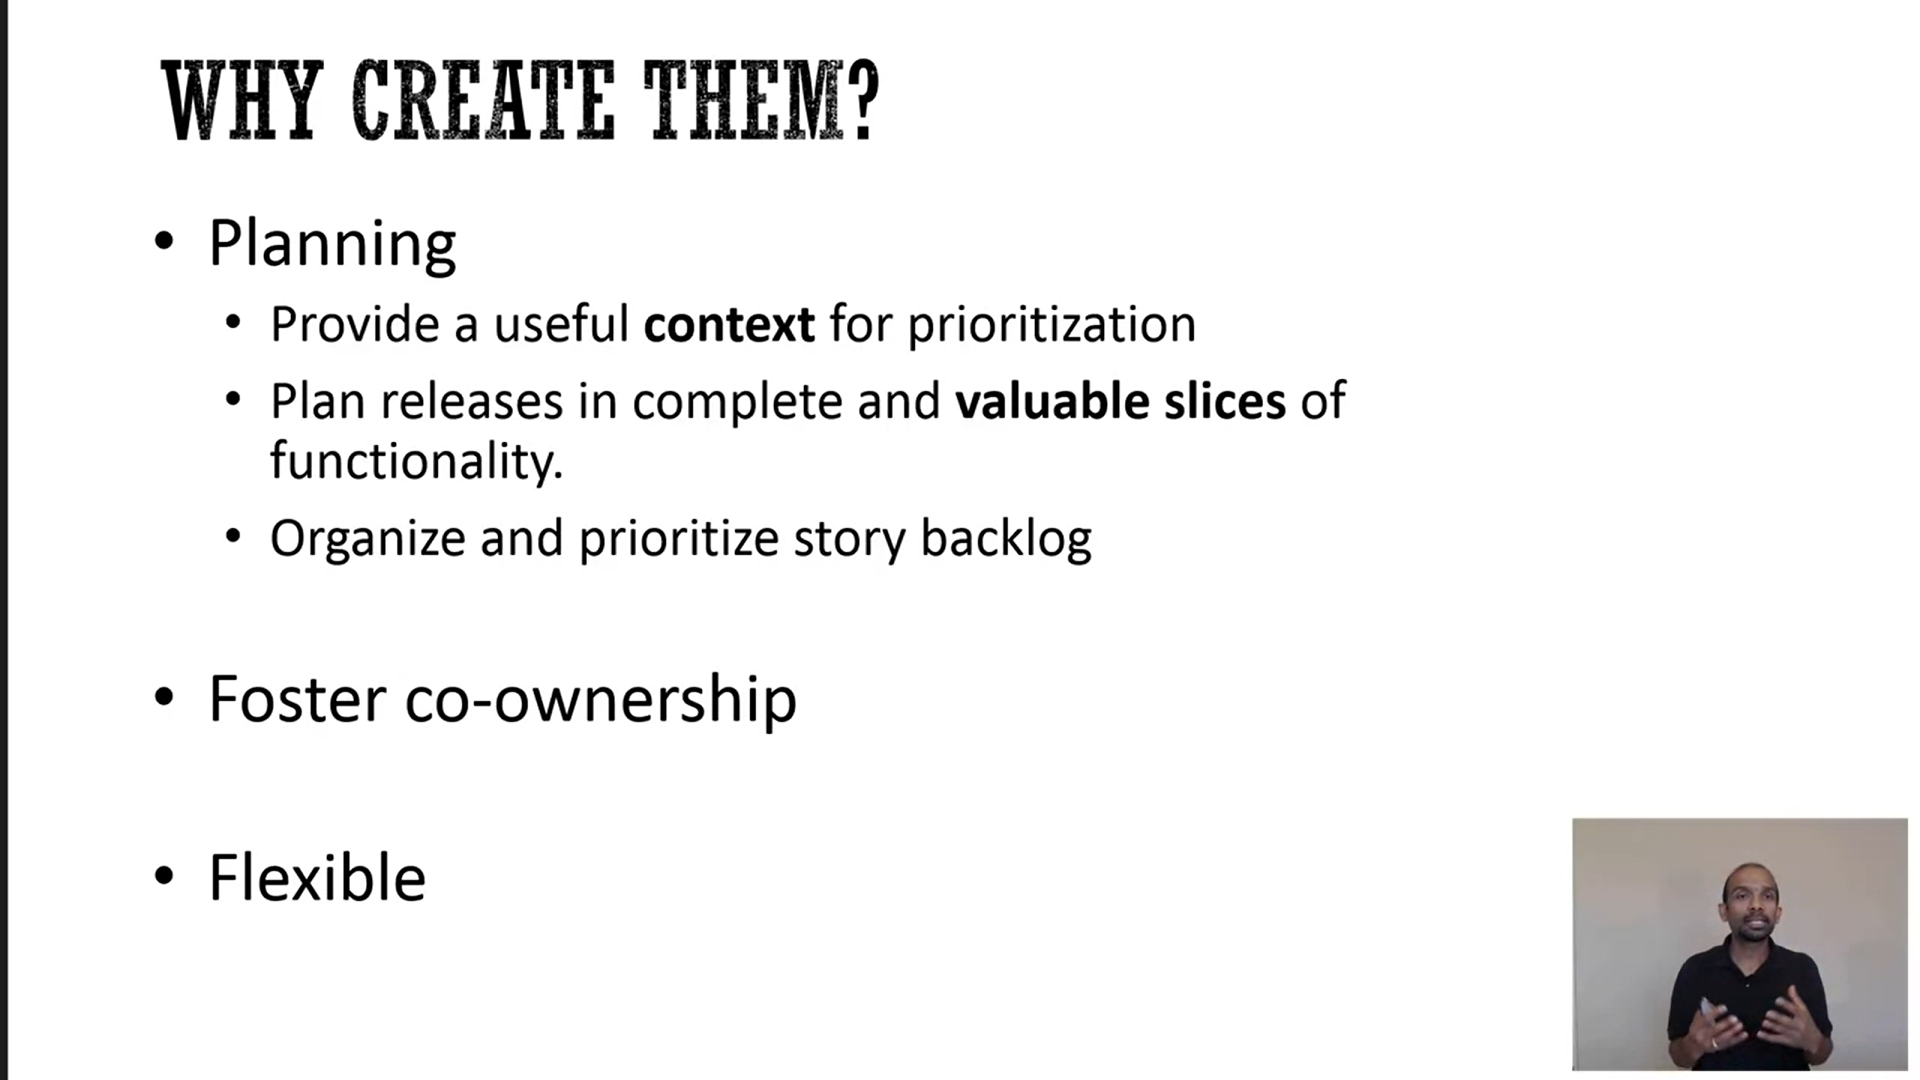 WHY CREATE THEM?
• Planning
• Provide a useful context for prioritization
• Plan releases in complete and valuable slices of
functionality.
• Organize and prioritize story backlog
• Foster co-ownership
• Flexible